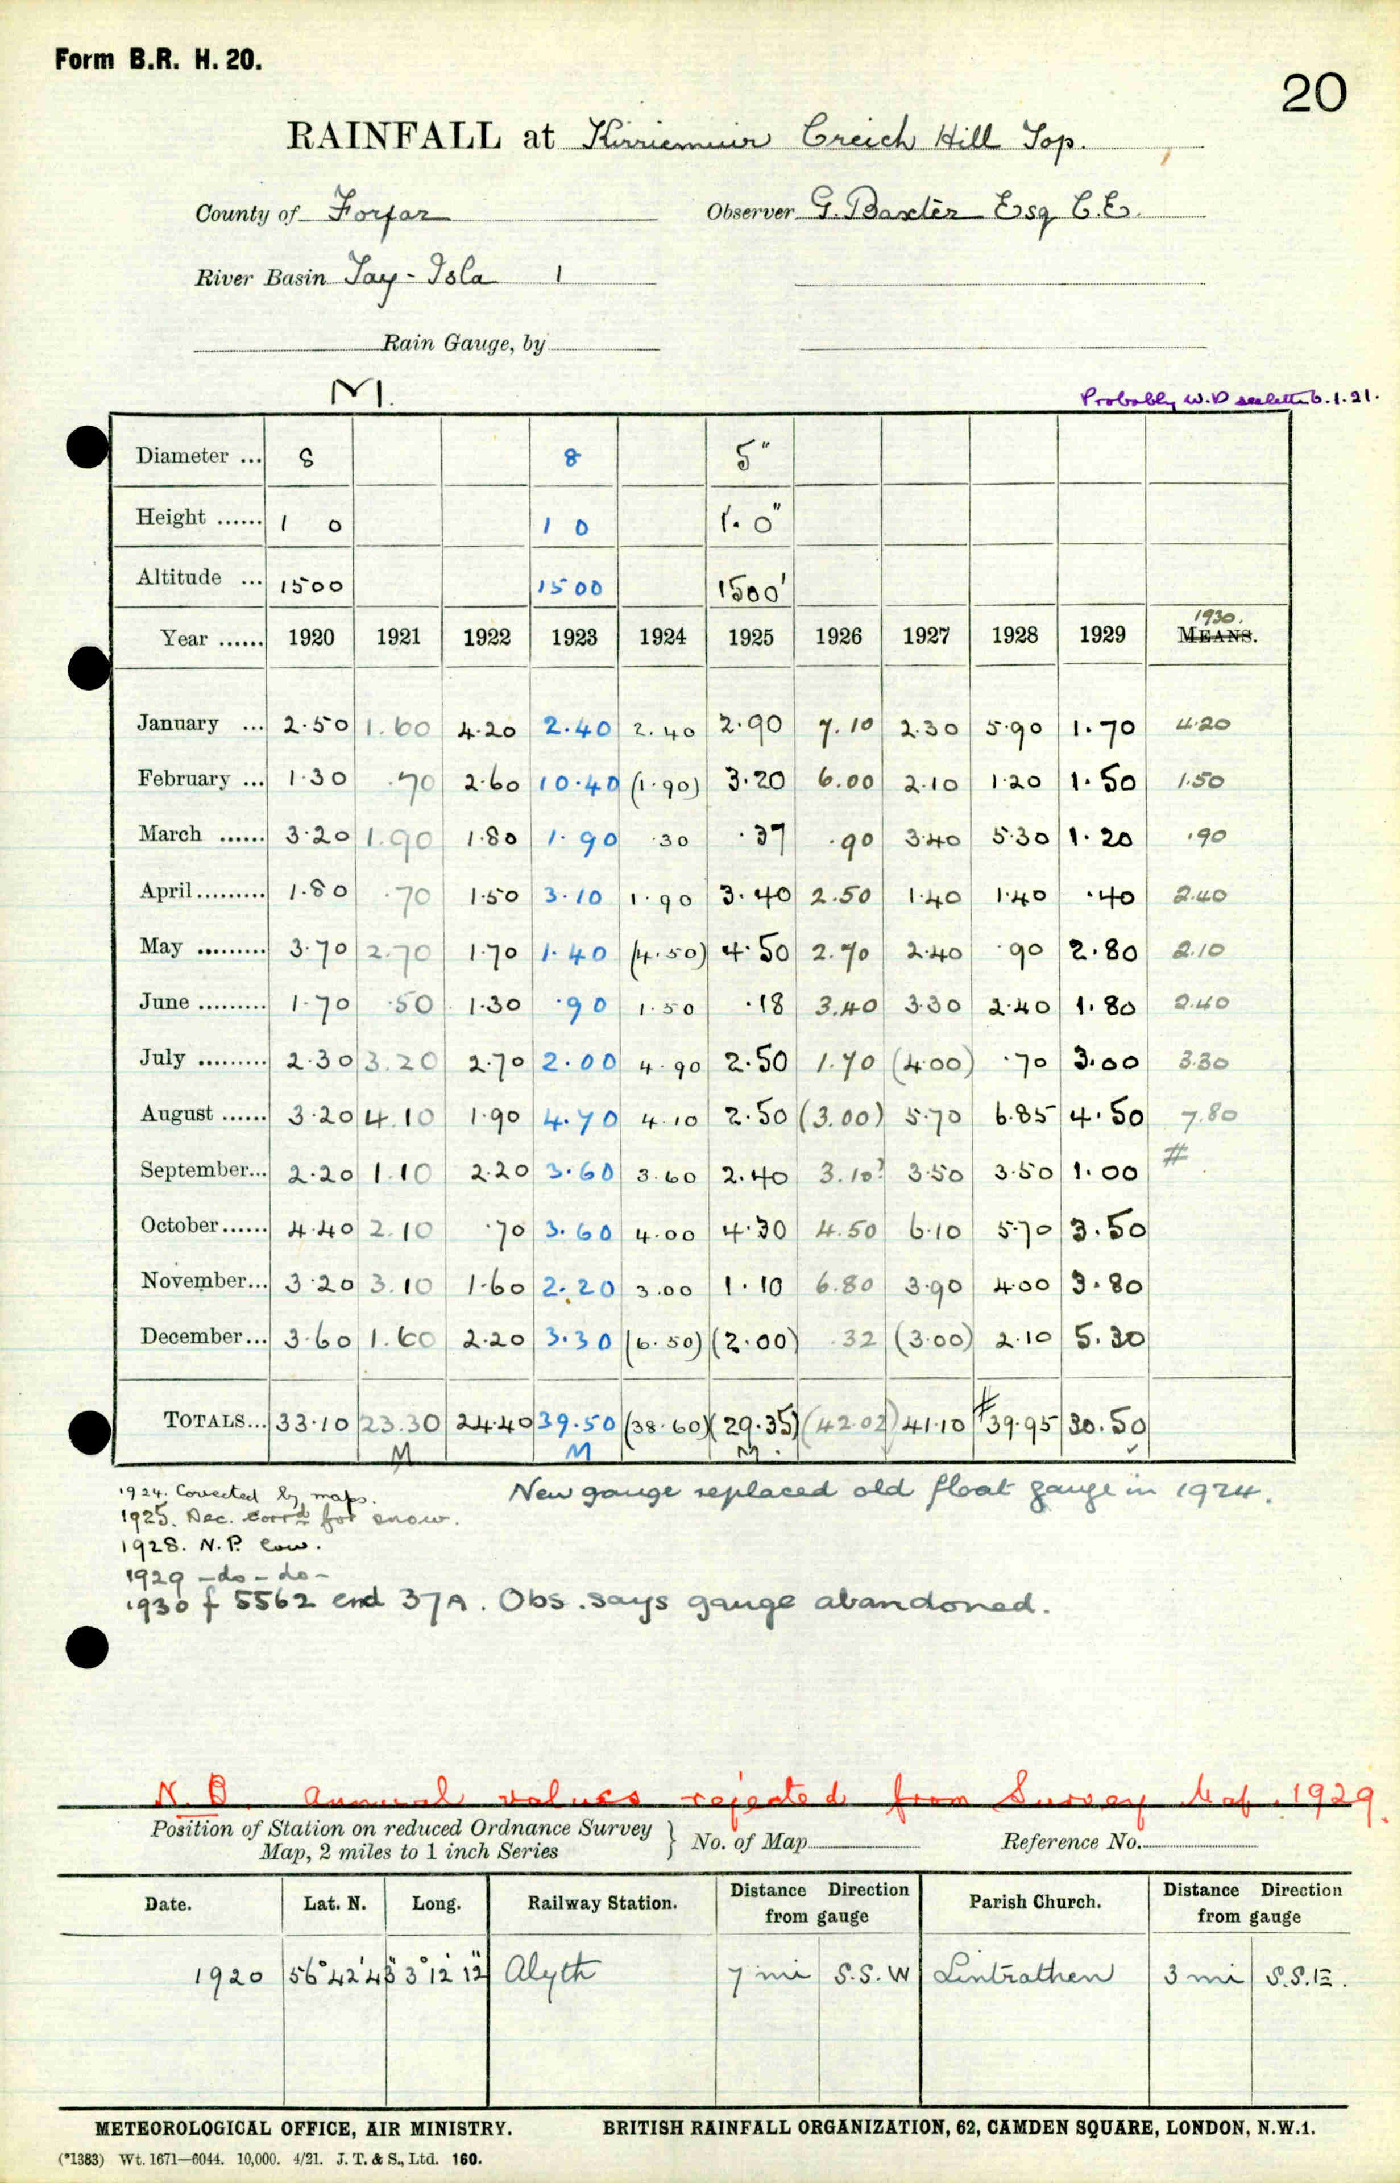 Form B.R. H. 20.
20
RAINFALL at Kirriemuir Creich Hill Top.
County of Forfar Observer G. Baxter Esq C.E.
River Basin Tay - Isla 1
Rain Gauge, by
M.
Probably W.D see lettr 6.1.21.
Diameter ... 8 8 5"
Height ...... 1 0 1 0 1'. 0"
Altitude ... 1500 1500 1500'
1930.
Year ...... 1920 1921 1922 1923 1924 1925 1926 1927 1928 1929 MEANS.
January ... 2.50 1.60 4.20 2.40 2.40 2.90 7.10 2.30 5.90 1.70 4.20
February ... 1.30 .70 2.60 10.40 (1.90) 3.20 6.00 2.10 1.20 1.50 1.50
March ...... 3.20 1.90 1.80 1.90 .30 .37 .90 3.40 5.30 1.20 .90
April......... 1.80 .70 1.50 3.10 1.90 3.40 2.50 1.40 1.40 .40 2.40
May ......... 3.70 2.70 1.70 1.40 (4.50) 4.50 2.70 2.40 .90 2.80 2.10
June ......... 1.70 .50 1.30 .90 1.50 .18 3.40 3.30 2.40 1.80 2.40
July ......... 2.30 3.20 2.70 2.00 4.90 2.50 1.70 (4.00) .70 3.00 3.30
August ...... 3.20 4.10 1.90 4.70 4.10 2.50 (3.00) 5.70 6.85 4.50 7.80
September... 2.20 1.10 2.20 3.60 3.60 2.40 3.10? 3.50 3.50 1.00 #
October...... 4.40 2.10 .70 3.60 4.00 4.30 4.50 6.10 5.70 3.50
November... 3.20 3.10 1.60 2.20 3.00 1.10 6.80 3.90 4.00 3.80
December... 3.60 1.60 2.20 3.30 (6.50) (2.00) .32 (3.00) 2.10 5.30
TOTALS... 33.10 23.30 24.40 39.50 (38.60) (29.35) (42.02) 41.10 #39.95 30.50
M M M. ✓
1924. Corrected by maps. New gauge replaced old float gauge in 1924.
1925. Dec. corrd for snow.
1928. N.P. low.
1929 -do-do-
1930 f 5562 end 37A. Obs. says gauge abandoned.
N.B. Annual values rejected from Survey Map. 1929.
Position of Station on reduced Ordnance Survey
Map, 2 miles to 1 inch Series } No. of Map Reference No.
Date. Lat. N. Long. Railway Station. Distance Direction from gauge Parish Church. Distance Direction from gauge
1920 56° 42' 43" 3° 12' 12" Alyth 7 mi S.S.W Lintrathen 3 mi S.S.E.
METEOROLOGICAL OFFICE, AIR MINISTRY. BRITISH RAINFALL ORGANIZATION, 62, CAMDEN SQUARE, LONDON, N.W.1.
(*1383) Wt. 1671—6044. 10,000. 4/21. J. T. & S., Ltd. 160.